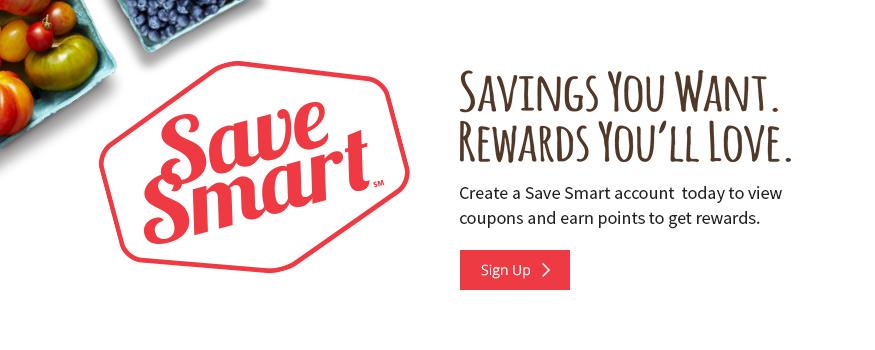 Save
Smart
SM
SAVINGS YOU WANT.
REWARDS YOU'LL LOVE.
Create a Save Smart account today to view
coupons and earn points to get rewards.
Sign Up